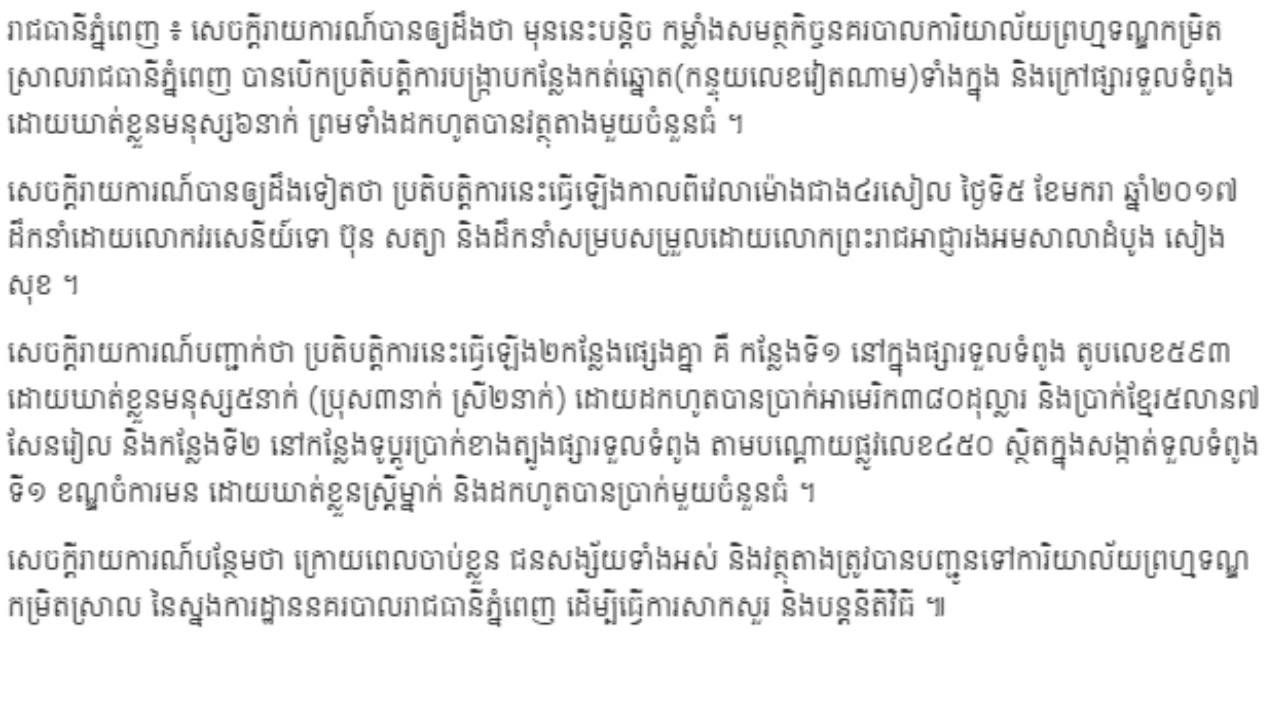 រាជធានីភ្នំពេញ ៖ សេចក្តីរាយការណ៍បានឲ្យដឹងថា មុននេះបន្តិច កម្លាំងសមត្ថកិច្ចនគរបាលការិយាល័យព្រហ្មទណ្ឌកម្រិត
ស្រាលរាជធានីភ្នំពេញ បានបើកប្រតិបត្តិការបង្ក្រាបកន្លែងកត់ឆ្នោត(កន្ទុយលេខវៀតណាម)ទាំងក្នុង និងក្រៅផ្សារទួលទំពូង
ដោយឃាត់ខ្លួនមនុស្ស៦នាក់ ព្រមទាំងដកហូតបានវត្ថុតាងមួយចំនួនធំ ។
សេចក្តីរាយការណ៍បានឲ្យដឹងទៀតថា ប្រតិបត្តិការនេះធ្វើឡើងកាលពីវេលាម៉ោងជាង៤រសៀល ថ្ងៃទី៥ ខែមករា ឆ្នាំ២០១៧
ដឹកនាំដោយលោកវរសេនីយ៍ទោ ប៊ុន សត្យា និងដឹកនាំសម្របសម្រួលដោយលោកព្រះរាជអាជ្ញារងអមសាលាដំបូង សៀង
សុខ ។
សេចក្តីរាយការណ៍បញ្ជាក់ថា ប្រតិបត្តិការនេះធ្វើឡើង២កន្លែងផ្សេងគ្នា គឺ កន្លែងទី១ នៅក្នុងផ្សារទួលទំពូង តូបលេខ៥៩៣
ដោយឃាត់ខ្លួនមនុស្ស៥នាក់ (ប្រុស៣នាក់ ស្រី២នាក់) ដោយដកហូតបានប្រាក់អាមេរិក៣៨០ដុល្លារ និងប្រាក់ខ្មែរ៥លាន៧
សែនរៀល និងកន្លែងទី២ នៅកន្លែងទូប្តូរប្រាក់ខាងត្បូងផ្សារទួលទំពូង តាមបណ្តោយផ្លូវលេខ៤៥០ ស្ថិតក្នុងសង្កាត់ទួលទំពូង
ទី១ ខណ្ឌចំការមន ដោយឃាត់ខ្លួនស្ត្រីម្នាក់ និងដកហូតបានប្រាក់មួយចំនួនធំ ។
សេចក្តីរាយការណ៍បន្ថែមថា ក្រោយពេលចាប់ខ្លួន ជនសង្ស័យទាំងអស់ និងវត្ថុតាងត្រូវបានបញ្ជូនទៅការិយាល័យព្រហ្មទណ្ឌ
កម្រិតស្រាល នៃស្នងការដ្ឋាននគរបាលរាជធានីភ្នំពេញ ដើម្បីធ្វើការសាកសួរ និងបន្តនីតិវិធី ៕